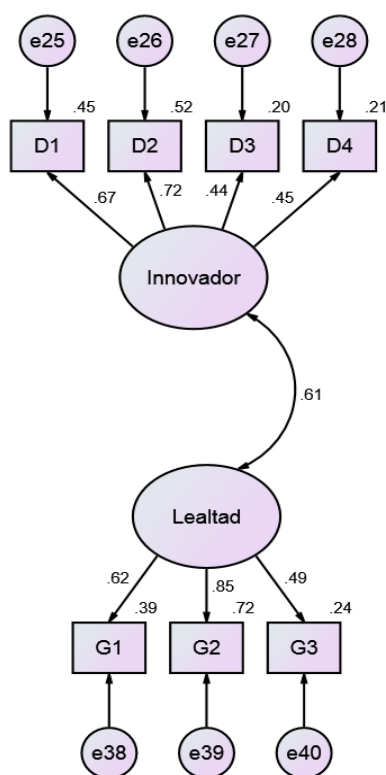 e25 e26 e27 e28
.45 .52 .20 .21
D1 D2 D3 D4
.67 .72 .44 .45
Innovador
.61
Lealtad
.62 .85 .49
.39 .72 .24
G1 G2 G3
e38 e39 e40